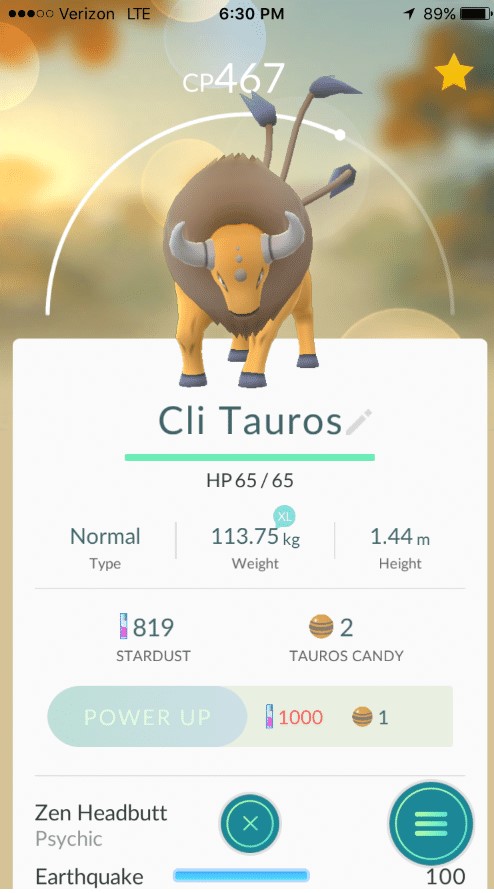 Verizon LTE 6:30 PM 89%
CP467
Cli Tauros
HP 65 / 65
XL
Normal 113.75 kg 1.44 m
Type Weight Height
819 2
STARDUST TAUROS CANDY
POWER UP 1000 1
Zen Headbutt
Psychic
Earthquake 100